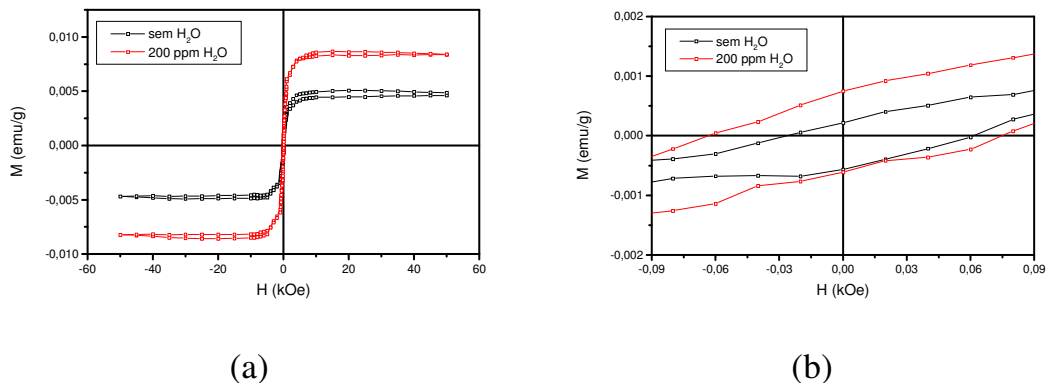 0,010
0,005
0,000
-0,005
-0,010
M (emu/g)
sem H₂O
200 ppm H₂O
-60
-40
-20
0
20
40
60
H (kOe)
(a)
0,002
0,001
0,000
-0,001
-0,002
M (emu/g)
sem H₂O
200 ppm H₂O
-0,09
-0,06
-0,03
0,00
0,03
0,06
0,09
H (kOe)
(b)